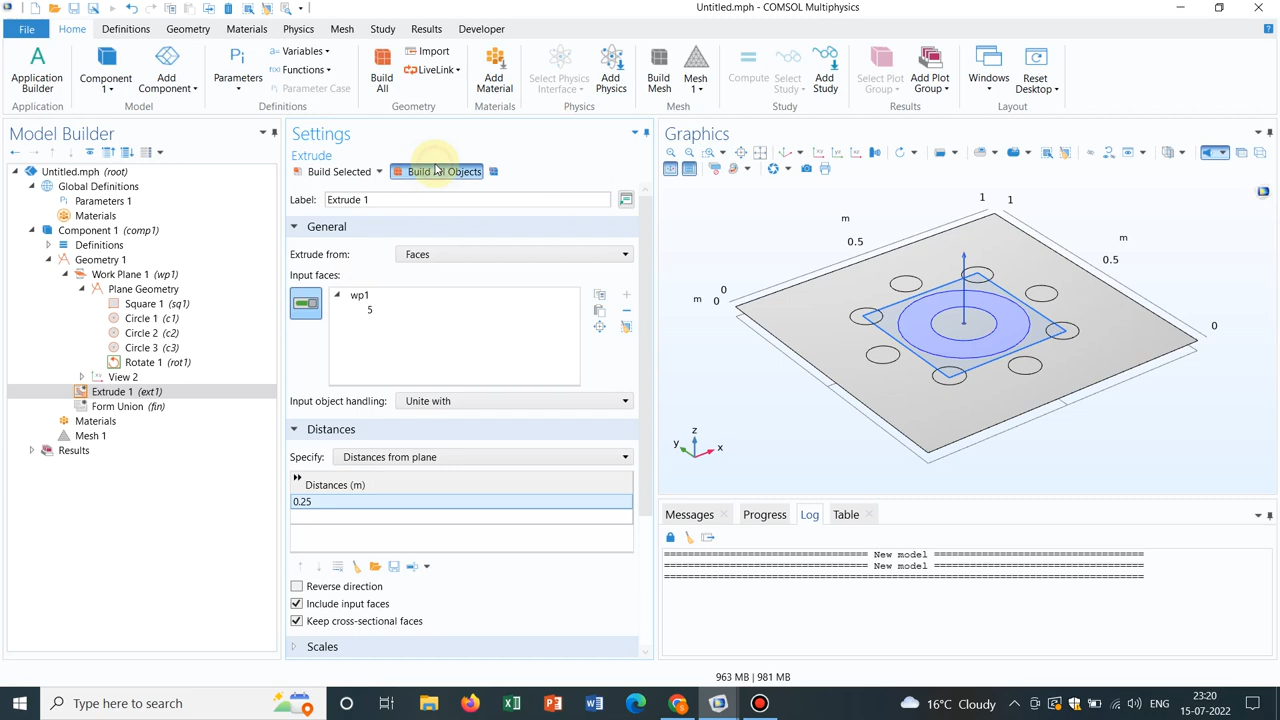 Untitled.mph - COMSOL Multiphysics
File Home Definitions Geometry Materials Physics Mesh Study Results Developer
Application Builder
Component 1
Add Component
Parameters
Variables
Functions
Parameter Case
Build All
Import
LiveLink
Add Material
Select Physics Interface
Add Physics
Build Mesh
Mesh 1
Compute
Select Study
Add Study
Select Plot Group
Add Plot Group
Windows
Reset Desktop
Application Model Definitions Geometry Materials Physics Mesh Study Results Layout
Model Builder
Untitled.mph (root)
Global Definitions
Parameters 1
Materials
Component 1 (comp1)
Definitions
Geometry 1
Work Plane 1 (wp1)
Plane Geometry
Square 1 (sq1)
Circle 1 (c1)
Circle 2 (c2)
Circle 3 (c3)
Rotate 1 (rot1)
View 2
Extrude 1 (ext1)
Form Union (fin)
Materials
Mesh 1
Results
Settings
Extrude
Build Selected Build All Objects
Label: Extrude 1
General
Extrude from: Faces
Input faces:
wp1
5
Input object handling: Unite with
Distances
Specify: Distances from plane
Distances (m)
0.25
Reverse direction
Include input faces
Keep cross-sectional faces
Scales
Graphics
1 1
m 0.5
m 0.5
0
m 0
0
z
y x
Messages Progress Log Table
================================== New model ===================================
================================== New model ===================================
================================================================================
963 MB | 981 MB
Type here to search
16°C Cloudy
ENG
23:20
15-07-2022